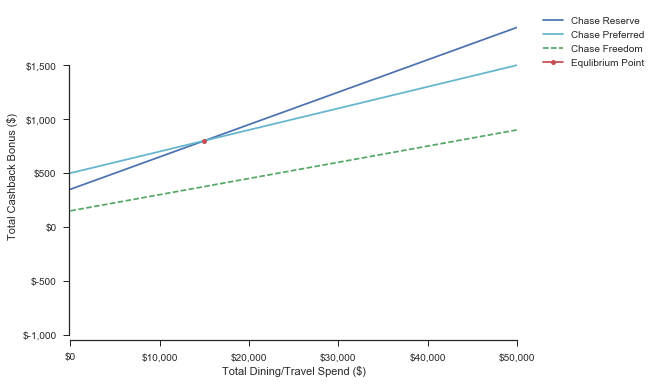 Chase Reserve
Chase Preferred
Chase Freedom
Equlibrium Point
Total Cashback Bonus ($)
$1,500
$1,000
$500
$0
$-500
$-1,000
$0 $10,000 $20,000 $30,000 $40,000 $50,000
Total Dining/Travel Spend ($)